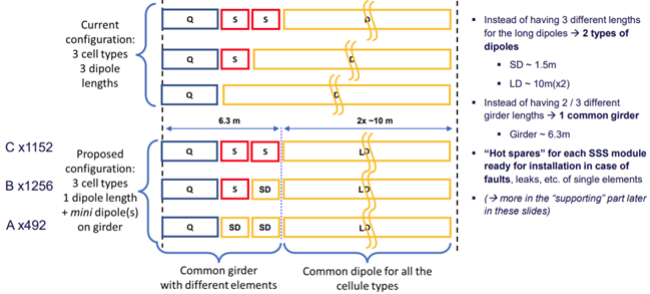 Current
configuration:
3 cell types
3 dipole
lengths
Q S S D
Q S D
Q D
6.3 m 2x ~10 m
C x1152
B x1256
A x492
Proposed
configuration:
3 cell types
1 dipole length
+ mini dipole(s)
on girder
Q S S LD
Q S SD LD
Q SD SD LD
Common girder
with different elements
Common dipole for all the
cellule types
▪ Instead of having 3 different lengths
for the long dipoles → 2 types of
dipoles
▪ SD ~ 1.5m
▪ LD ~ 10m(x2)
▪ Instead of having 2 / 3 different
girder lengths → 1 common girder
▪ Girder ~ 6.3m
▪ “Hot spares” for each SSS module
ready for installation in case of
faults, leaks, etc. of single elements
▪ (→ more in the “supporting” part later
in these slides)